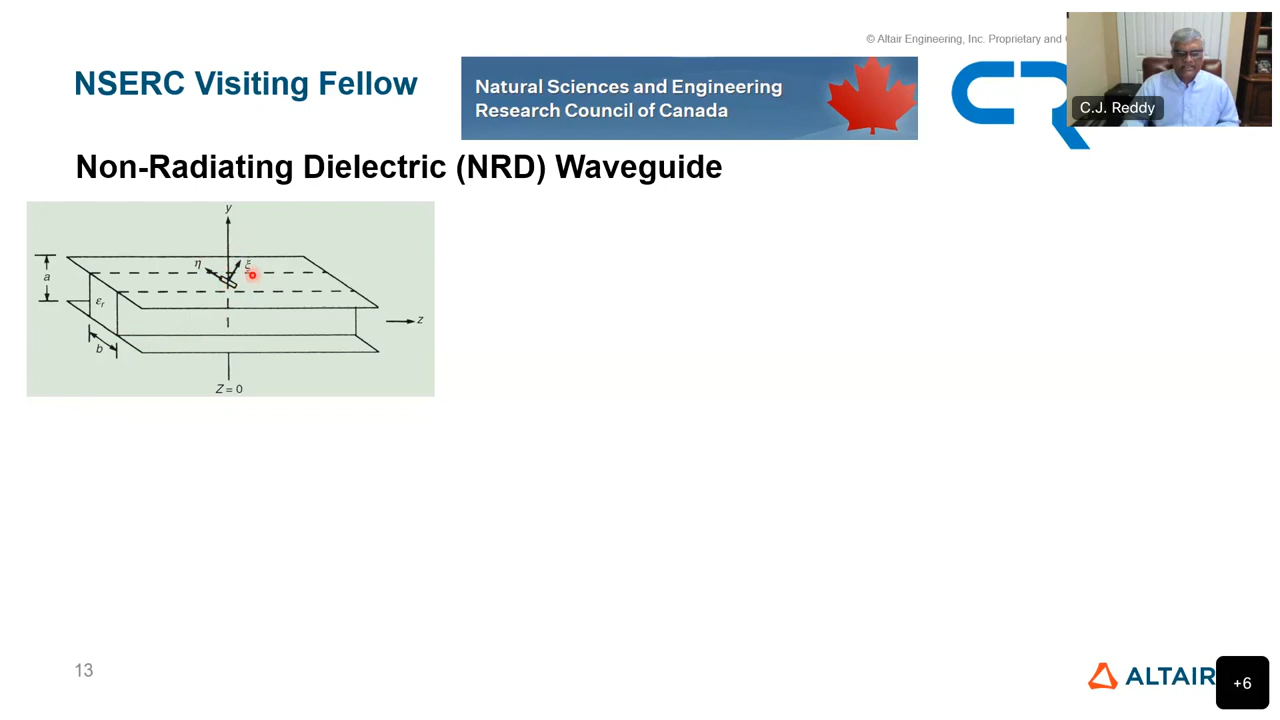 © Altair Engineering, Inc. Proprietary and
NSERC Visiting Fellow
Natural Sciences and Engineering
Research Council of Canada
CR
C.J. Reddy
Non-Radiating Dielectric (NRD) Waveguide
y
η
ξ
a
εr
z
b
Z = 0
13
ALTAIR
+6